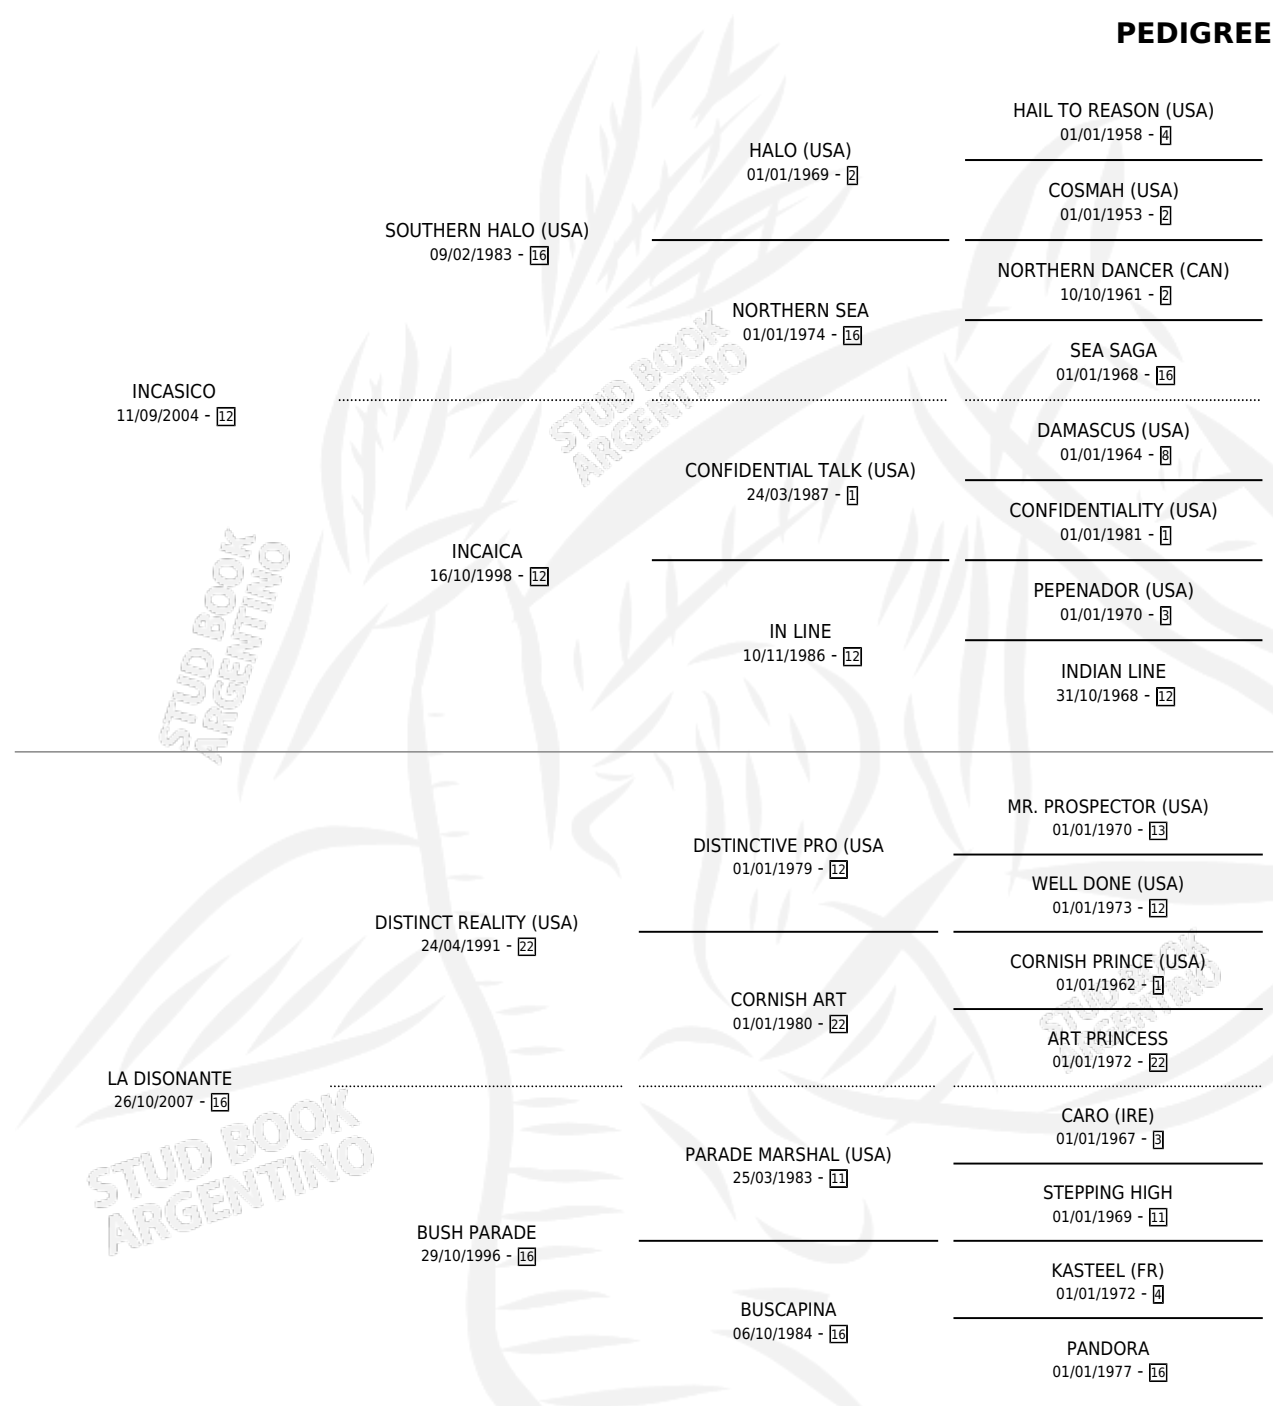 PEDIGREE
HAIL TO REASON (USA)
01/01/1958 - 4
HALO (USA)
01/01/1969 - 2
COSMAH (USA)
01/01/1953 - 2
SOUTHERN HALO (USA)
09/02/1983 - 16
NORTHERN DANCER (CAN)
10/10/1961 - 2
NORTHERN SEA
01/01/1974 - 16
SEA SAGA
01/01/1968 - 16
INCASICO
11/09/2004 - 12
DAMASCUS (USA)
01/01/1964 - 8
CONFIDENTIAL TALK (USA)
24/03/1987 - 1
CONFIDENTIALITY (USA)
01/01/1981 - 1
INCAICA
16/10/1998 - 12
PEPENADOR (USA)
01/01/1970 - 3
IN LINE
10/11/1986 - 12
INDIAN LINE
31/10/1968 - 12
STUD BOOK
ARGENTINO
STUD BOOK
ARGENTINO
MR. PROSPECTOR (USA)
01/01/1970 - 13
DISTINCTIVE PRO (USA
01/01/1979 - 12
WELL DONE (USA)
01/01/1973 - 12
DISTINCT REALITY (USA)
24/04/1991 - 22
CORNISH PRINCE (USA)
01/01/1962 - 1
CORNISH ART
01/01/1980 - 22
ART PRINCESS
01/01/1972 - 22
STUD BOOK
ARGENTINO
LA DISONANTE
26/10/2007 - 16
CARO (IRE)
01/01/1967 - 3
PARADE MARSHAL (USA)
25/03/1983 - 11
STEPPING HIGH
01/01/1969 - 11
BUSH PARADE
29/10/1996 - 16
KASTEEL (FR)
01/01/1972 - 4
BUSCAPINA
06/10/1984 - 16
PANDORA
01/01/1977 - 16
STUD BOOK
ARGENTINO